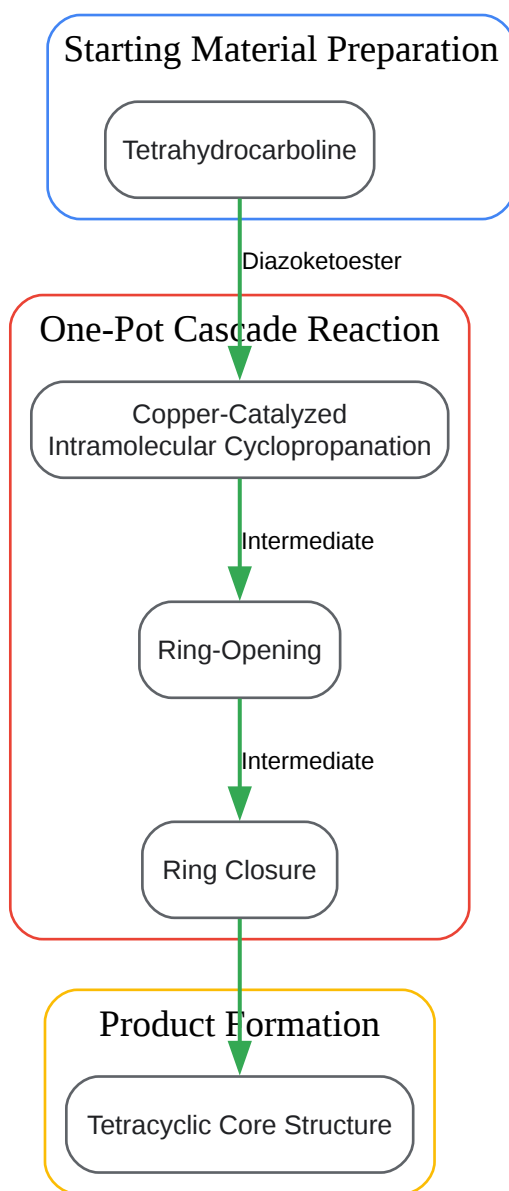 Starting Material Preparation
Tetrahydrocarboline
Diazoketoester
One-Pot Cascade Reaction
Copper-Catalyzed
Intramolecular Cyclopropanation
Intermediate
Ring-Opening
Intermediate
Ring Closure
Product Formation
Tetracyclic Core Structure